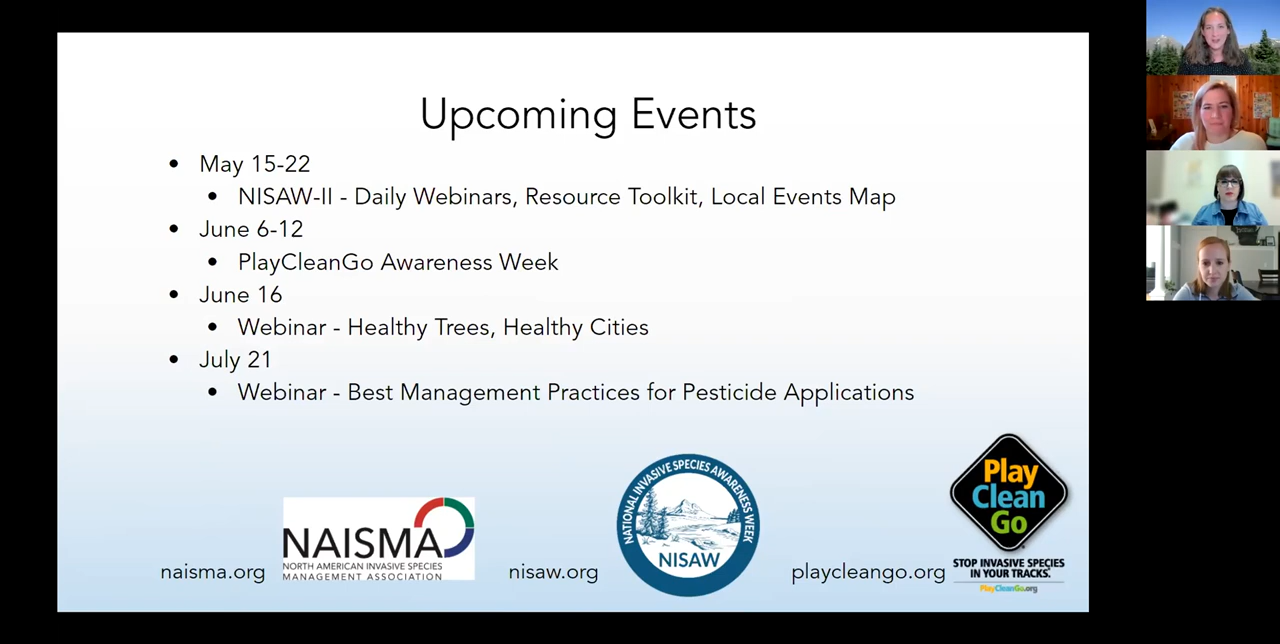 Upcoming Events
• May 15-22
• NISAW-II - Daily Webinars, Resource Toolkit, Local Events Map
• June 6-12
• PlayCleanGo Awareness Week
• June 16
• Webinar - Healthy Trees, Healthy Cities
• July 21
• Webinar - Best Management Practices for Pesticide Applications
naisma.org
NAISMA
NORTH AMERICAN INVASIVE SPECIES
MANAGEMENT ASSOCIATION
nisaw.org
NATIONAL INVASIVE SPECIES AWARENESS WEEK
NISAW
playcleango.org
Play
Clean
Go
STOP INVASIVE SPECIES
IN YOUR TRACKS.
PlayCleanGo.org